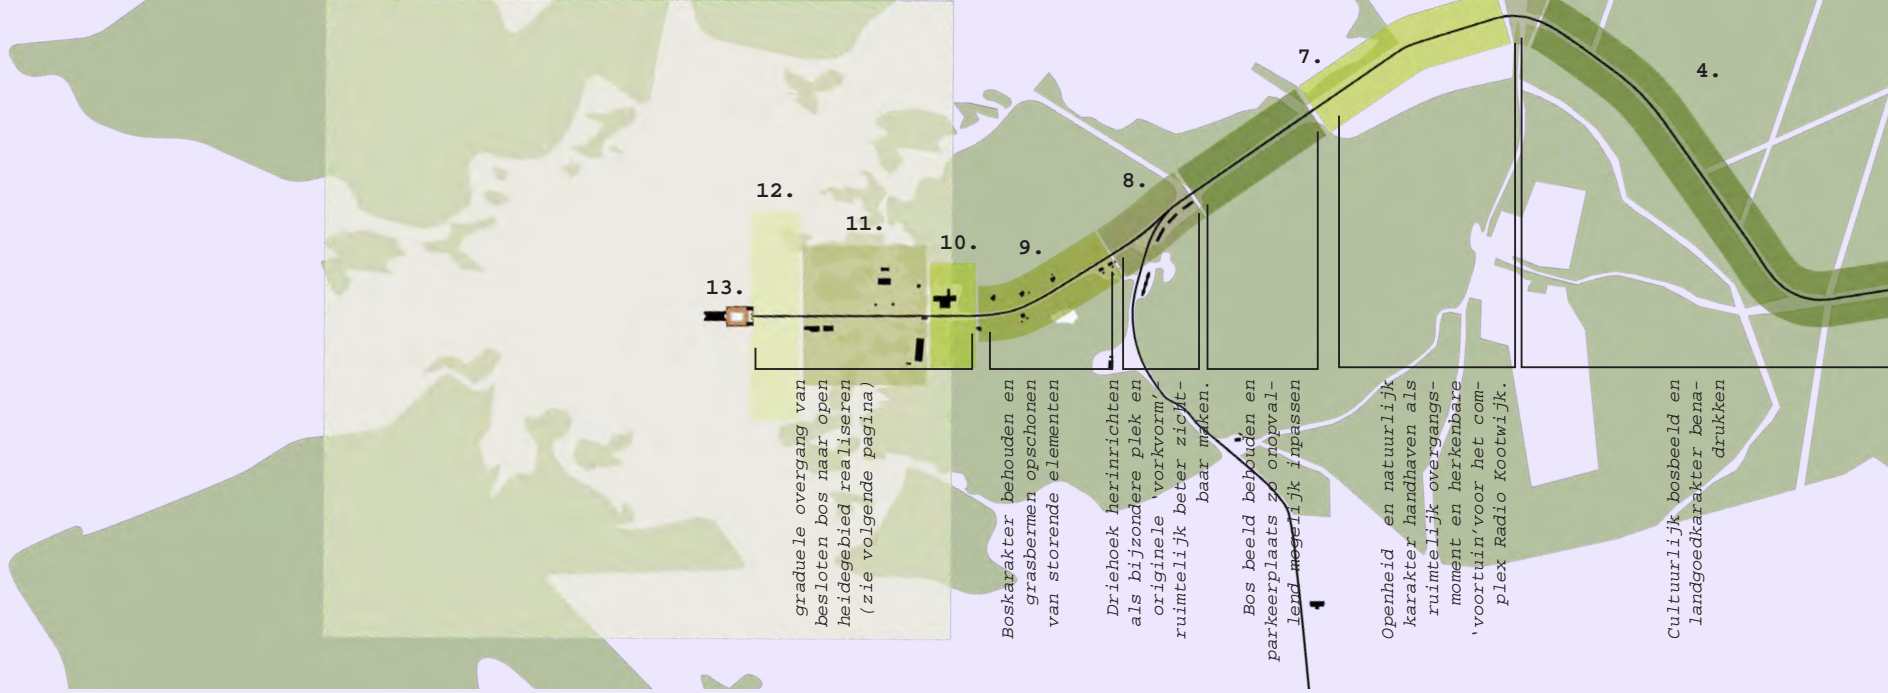 7.
4.
8.
12.
11.
10.
9.
13.
graduele overgang van
besloten bos naar open
heidegebied realiseren
(zie volgende pagina)
Boskarakter behouden en
grasbermen opschonen
van storende elementen
Driehoek herinrichten
als bijzondere plek en
originele ‘vorkvorm’-
ruimtelijk beter zicht-
baar maken.
Bos beeld behouden en
parkeerplaats zo onopval-
lend mogelijk inpassen
Openheid en natuurlijk
karakter handhaven als
ruimtelijk overgangs-
moment en herkenbare
‘voortuin’voor het com-
plex Radio Kootwijk.
Cultuurlijk bosbeeld en
landgoedkarakter bena-
drukken